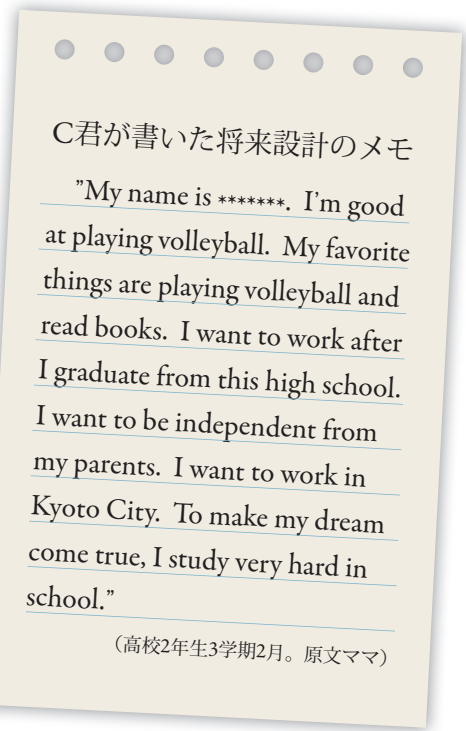 C君が書いた将来設計のメモ
”My name is *******. I’m good
at playing volleyball. My favorite
things are playing volleyball and
read books. I want to work after
I graduate from this high school.
I want to be independent from
my parents. I want to work in
Kyoto City. To make my dream
come true, I study very hard in
school.”
（高校2年生3学期2月。原文ママ）